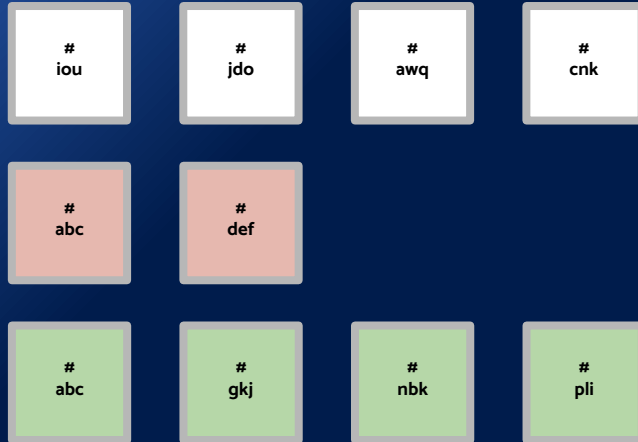 # # # #
iou jdo awq cnk
# #
abc def
# # # #
abc gkj nbk pli